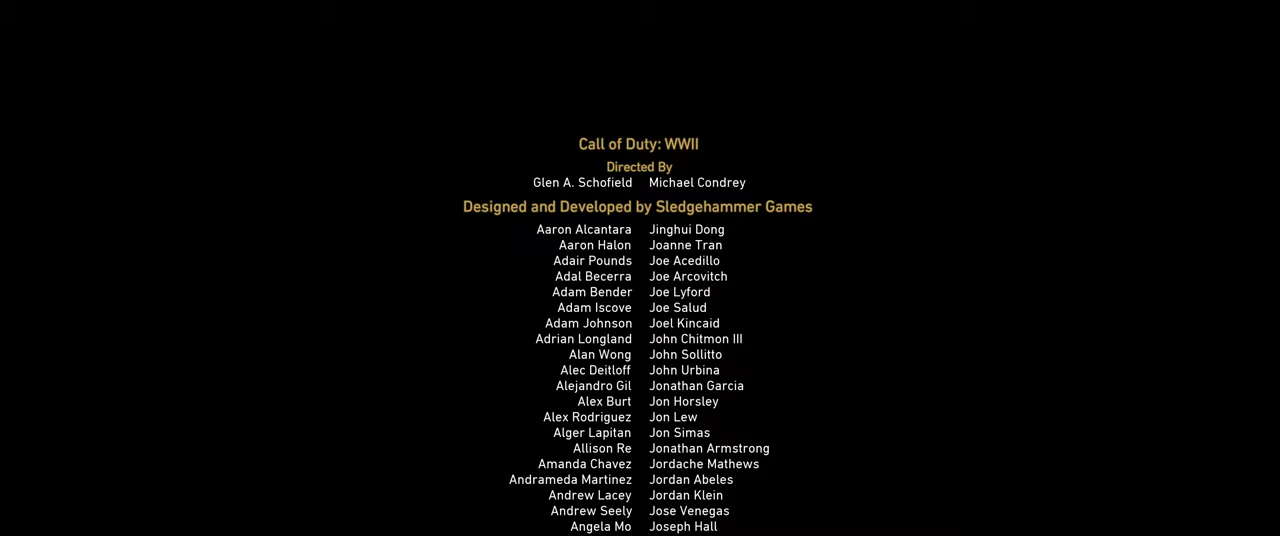 Call of Duty: WWII
Directed By
Glen A. Schofield Michael Condrey
Designed and Developed by Sledgehammer Games
Aaron Alcantara Jinghui Dong
Aaron Halon Joanne Tran
Adair Pounds Joe Acedillo
Adal Becerra Joe Arcovitch
Adam Bender Joe Lyford
Adam Iscove Joe Salud
Adam Johnson Joel Kincaid
Adrian Longland John Chitmon III
Alan Wong John Sollitto
Alec Deitloff John Urbina
Alejandro Gil Jonathan Garcia
Alex Burt Jon Horsley
Alex Rodriguez Jon Lew
Alger Lapitan Jon Simas
Allison Re Jonathan Armstrong
Amanda Chavez Jordache Mathews
Andrameda Martinez Jordan Abeles
Andrew Lacey Jordan Klein
Andrew Seely Jose Venegas
Angela Mo Joseph Hall